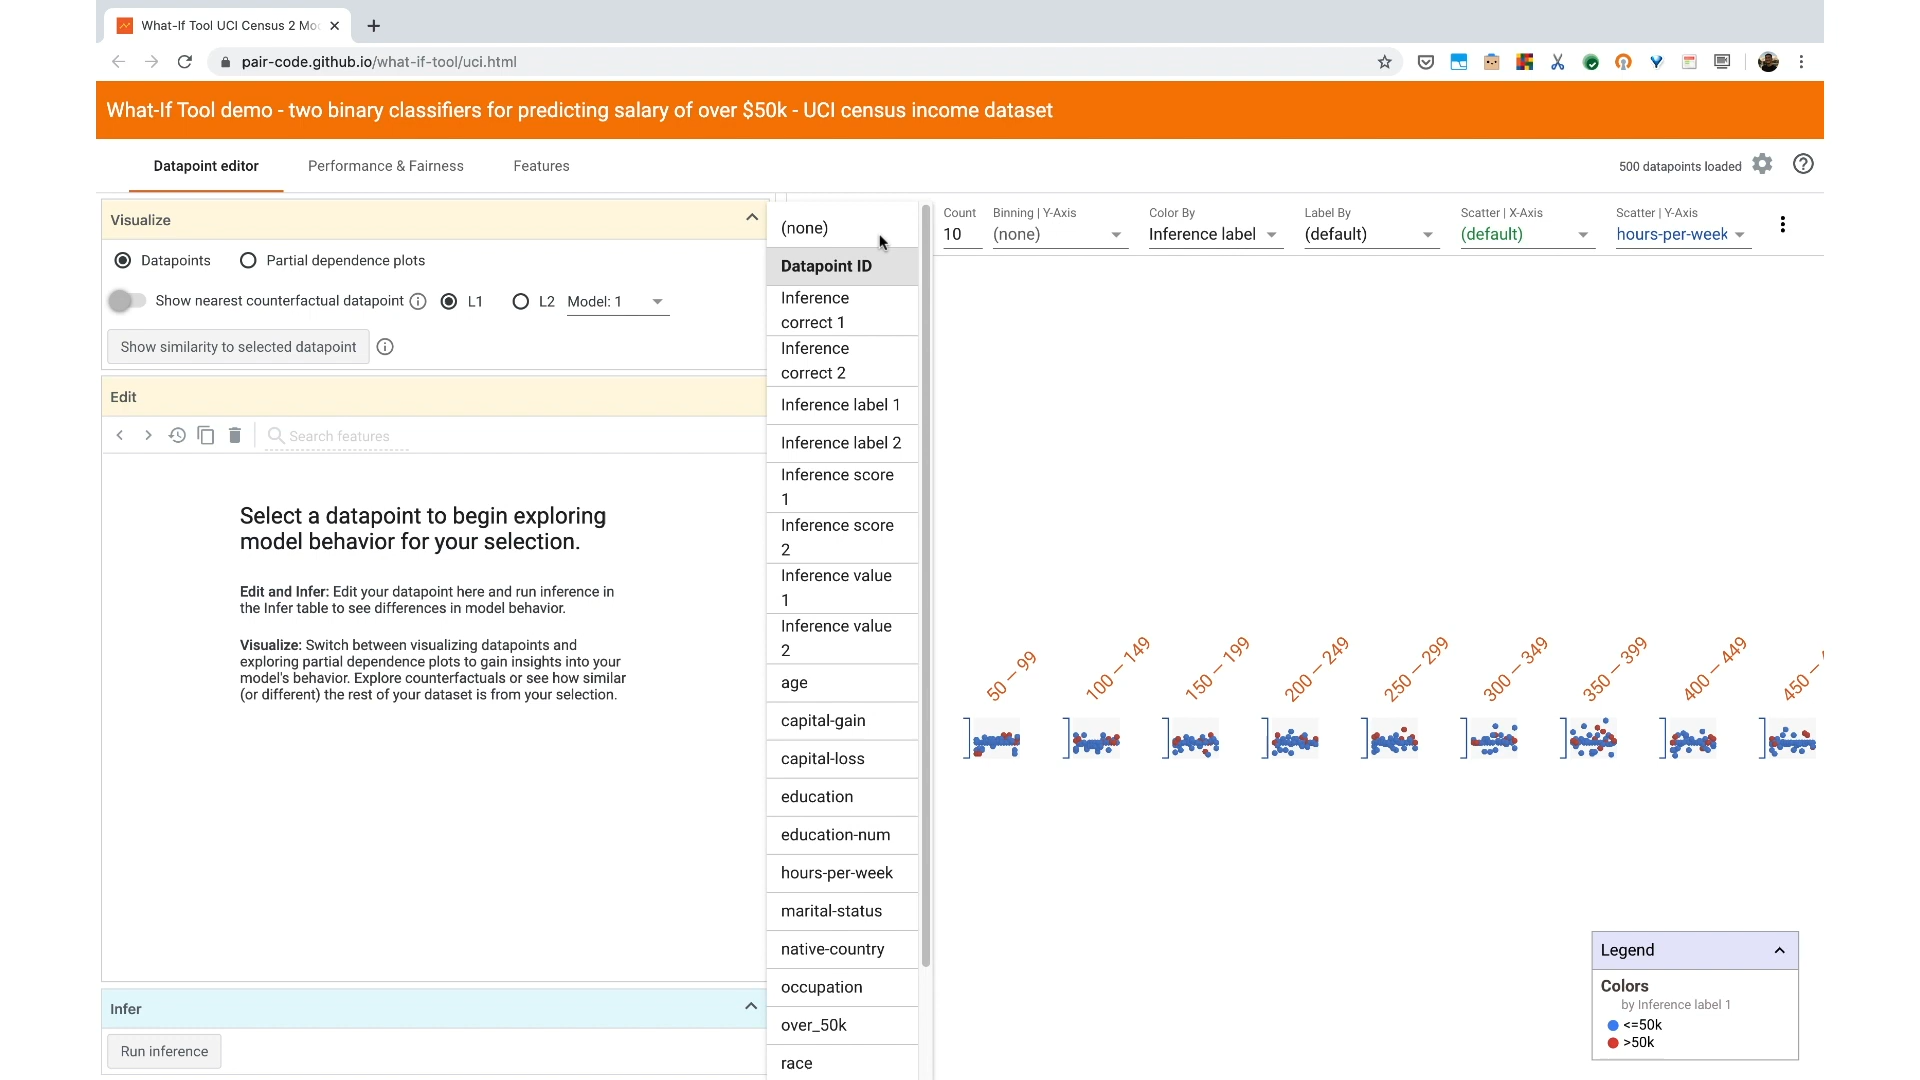 What-If Tool UCI Census 2 Mo
pair-code.github.io/what-if-tool/uci.html
What-If Tool demo - two binary classifiers for predicting salary of over $50k - UCI census income dataset
Datapoint editor
Performance & Fairness
Features
500 datapoints loaded
Visualize
Datapoints
Partial dependence plots
Show nearest counterfactual datapoint
L1
L2
Model: 1
Show similarity to selected datapoint
Edit
Search features
Select a datapoint to begin exploring
model behavior for your selection.
Edit and Infer: Edit your datapoint here and run inference in
the Infer table to see differences in model behavior.
Visualize: Switch between visualizing datapoints and
exploring partial dependence plots to gain insights into your
model's behavior. Explore counterfactuals or see how similar
(or different) the rest of your dataset is from your selection.
Infer
Run inference
(none)
Datapoint ID
Inference
correct 1
Inference
correct 2
Inference label 1
Inference label 2
Inference score
1
Inference score
2
Inference value
1
Inference value
2
age
capital-gain
capital-loss
education
education-num
hours-per-week
marital-status
native-country
occupation
over_50k
race
Count
10
Binning | Y-Axis
(none)
Color By
Inference label
Label By
(default)
Scatter | X-Axis
(default)
Scatter | Y-Axis
hours-per-week
50 – 99
100 – 149
150 – 199
200 – 249
250 – 299
300 – 349
350 – 399
400 – 449
450 –
Legend
Colors
by Inference label 1
<=50k
>50k